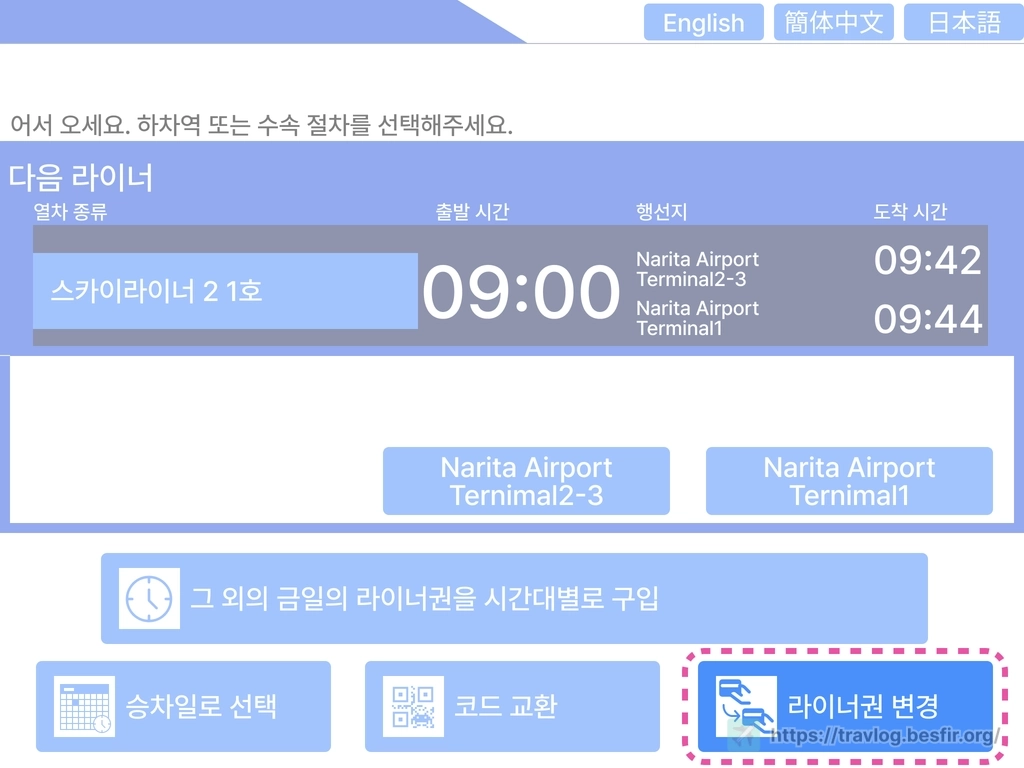 English 簡体中文 日本語
어서 오세요. 하차역 또는 수속 절차를 선택해주세요.
다음 라이너
열차 종류 출발 시간 행선지 도착 시간
스카이라이너 2 1호
09:00
Narita Airport
Terminal2-3
09:42
Narita Airport
Terminal1
09:44
Narita Airport
Ternimal2-3
Narita Airport
Ternimal1
그 외의 금일의 라이너권을 시간대별로 구입
승차일로 선택
코드 교환
라이너권 변경
https://travlog.besfir.org/